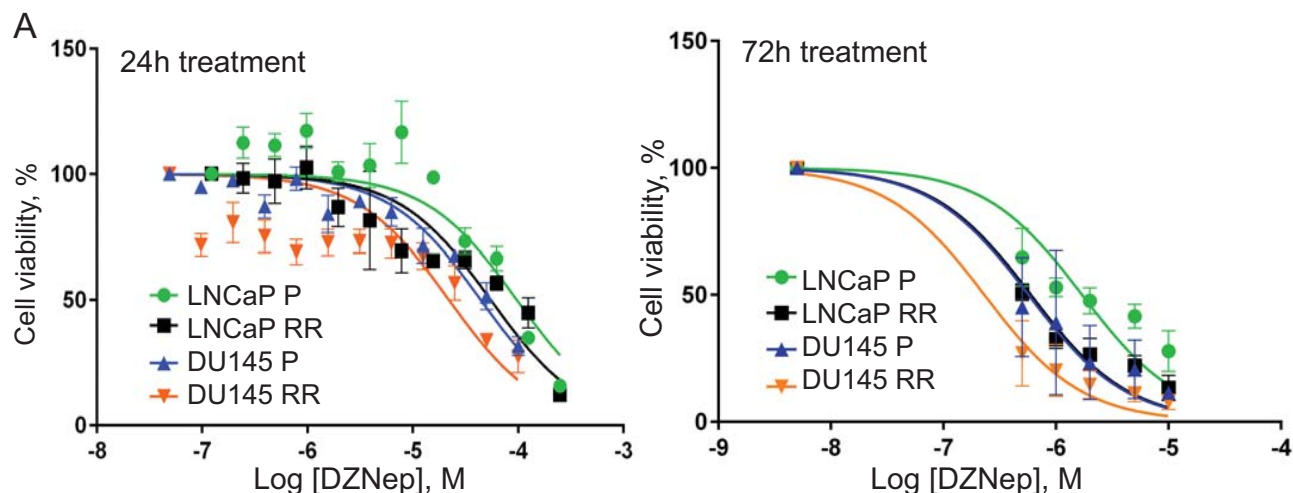 A
24h treatment
Cell viability, %
150
100
50
0
LNCaP P
LNCaP RR
DU145 P
DU145 RR
-8 -7 -6 -5 -4 -3
Log [DZNep], M
72h treatment
Cell viability, %
150
100
50
0
LNCaP P
LNCaP RR
DU145 P
DU145 RR
-9 -8 -7 -6 -5 -4
Log [DZNep], M